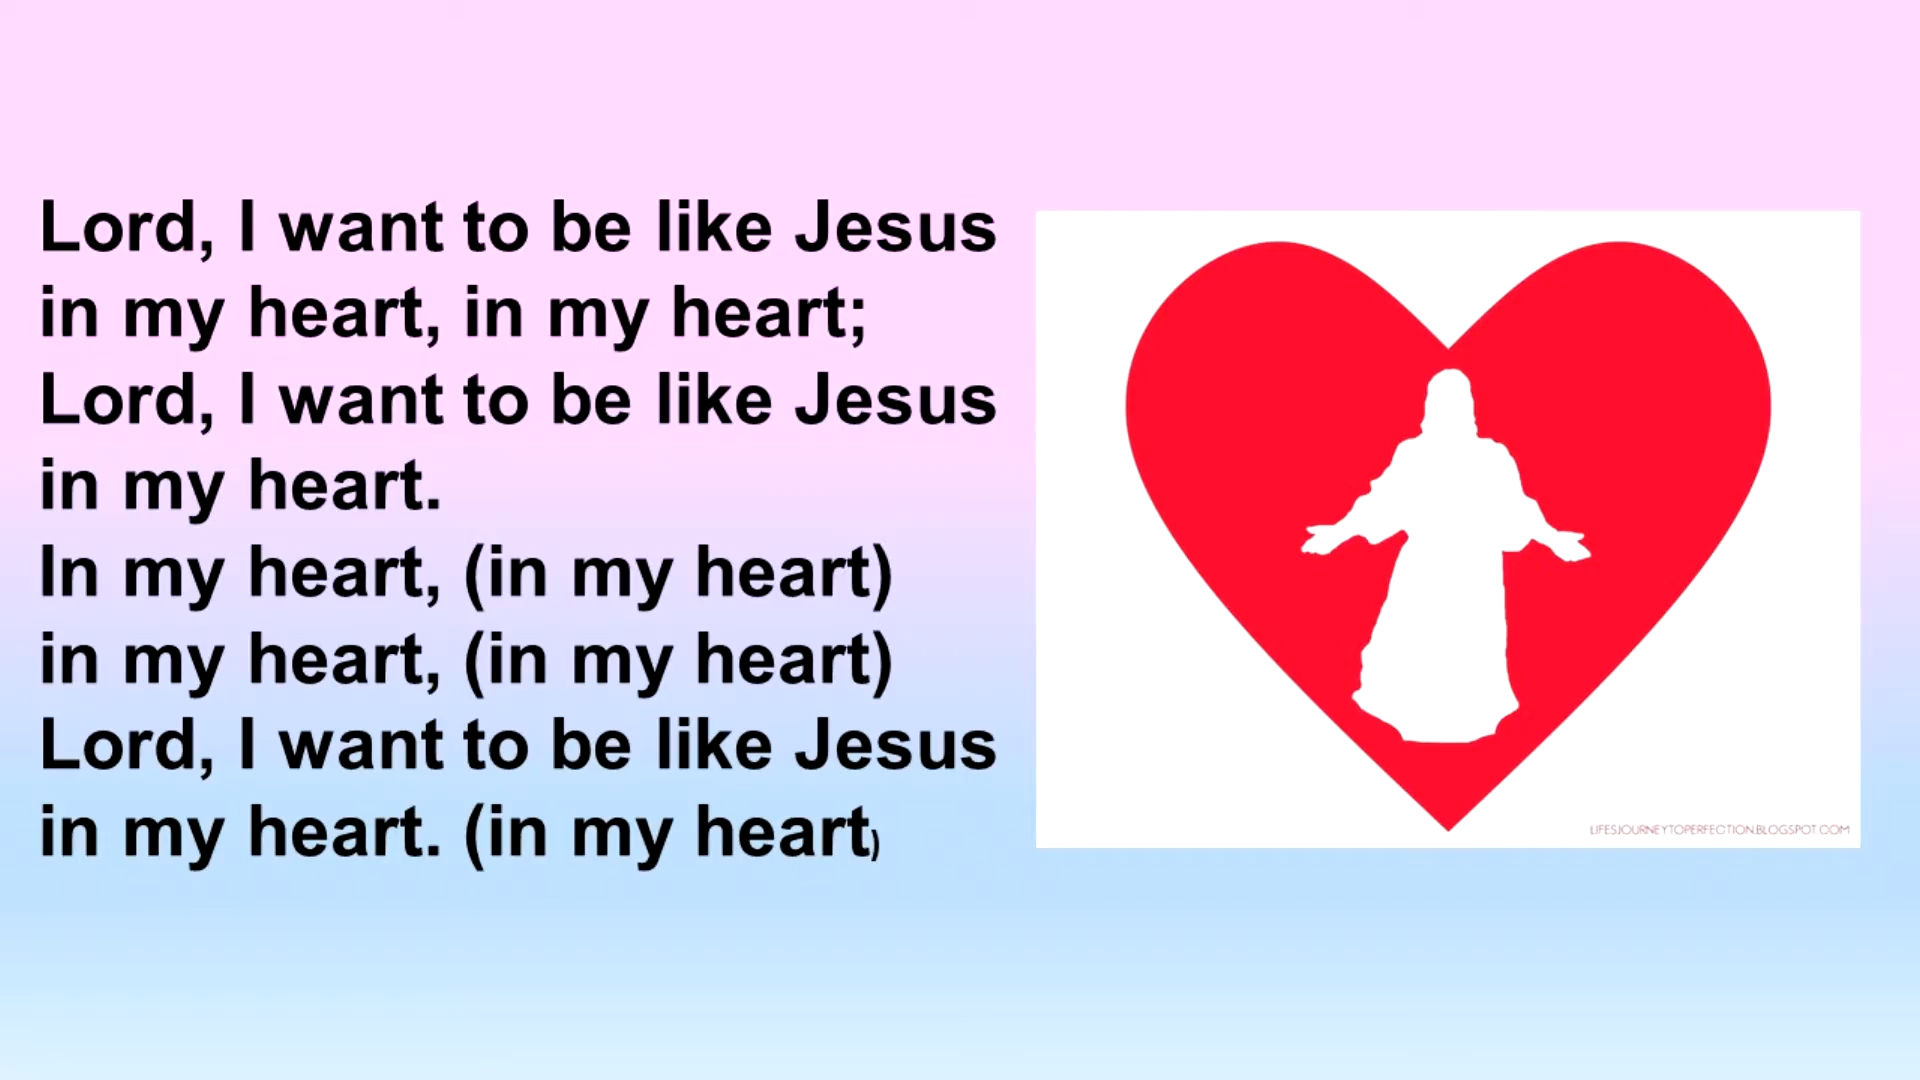 Lord, I want to be like Jesus
in my heart, in my heart;
Lord, I want to be like Jesus
in my heart.
In my heart, (in my heart)
in my heart, (in my heart)
Lord, I want to be like Jesus
in my heart. (in my heart)
LIFESJOURNEYTOPERFECTION.BLOGSPOT.COM